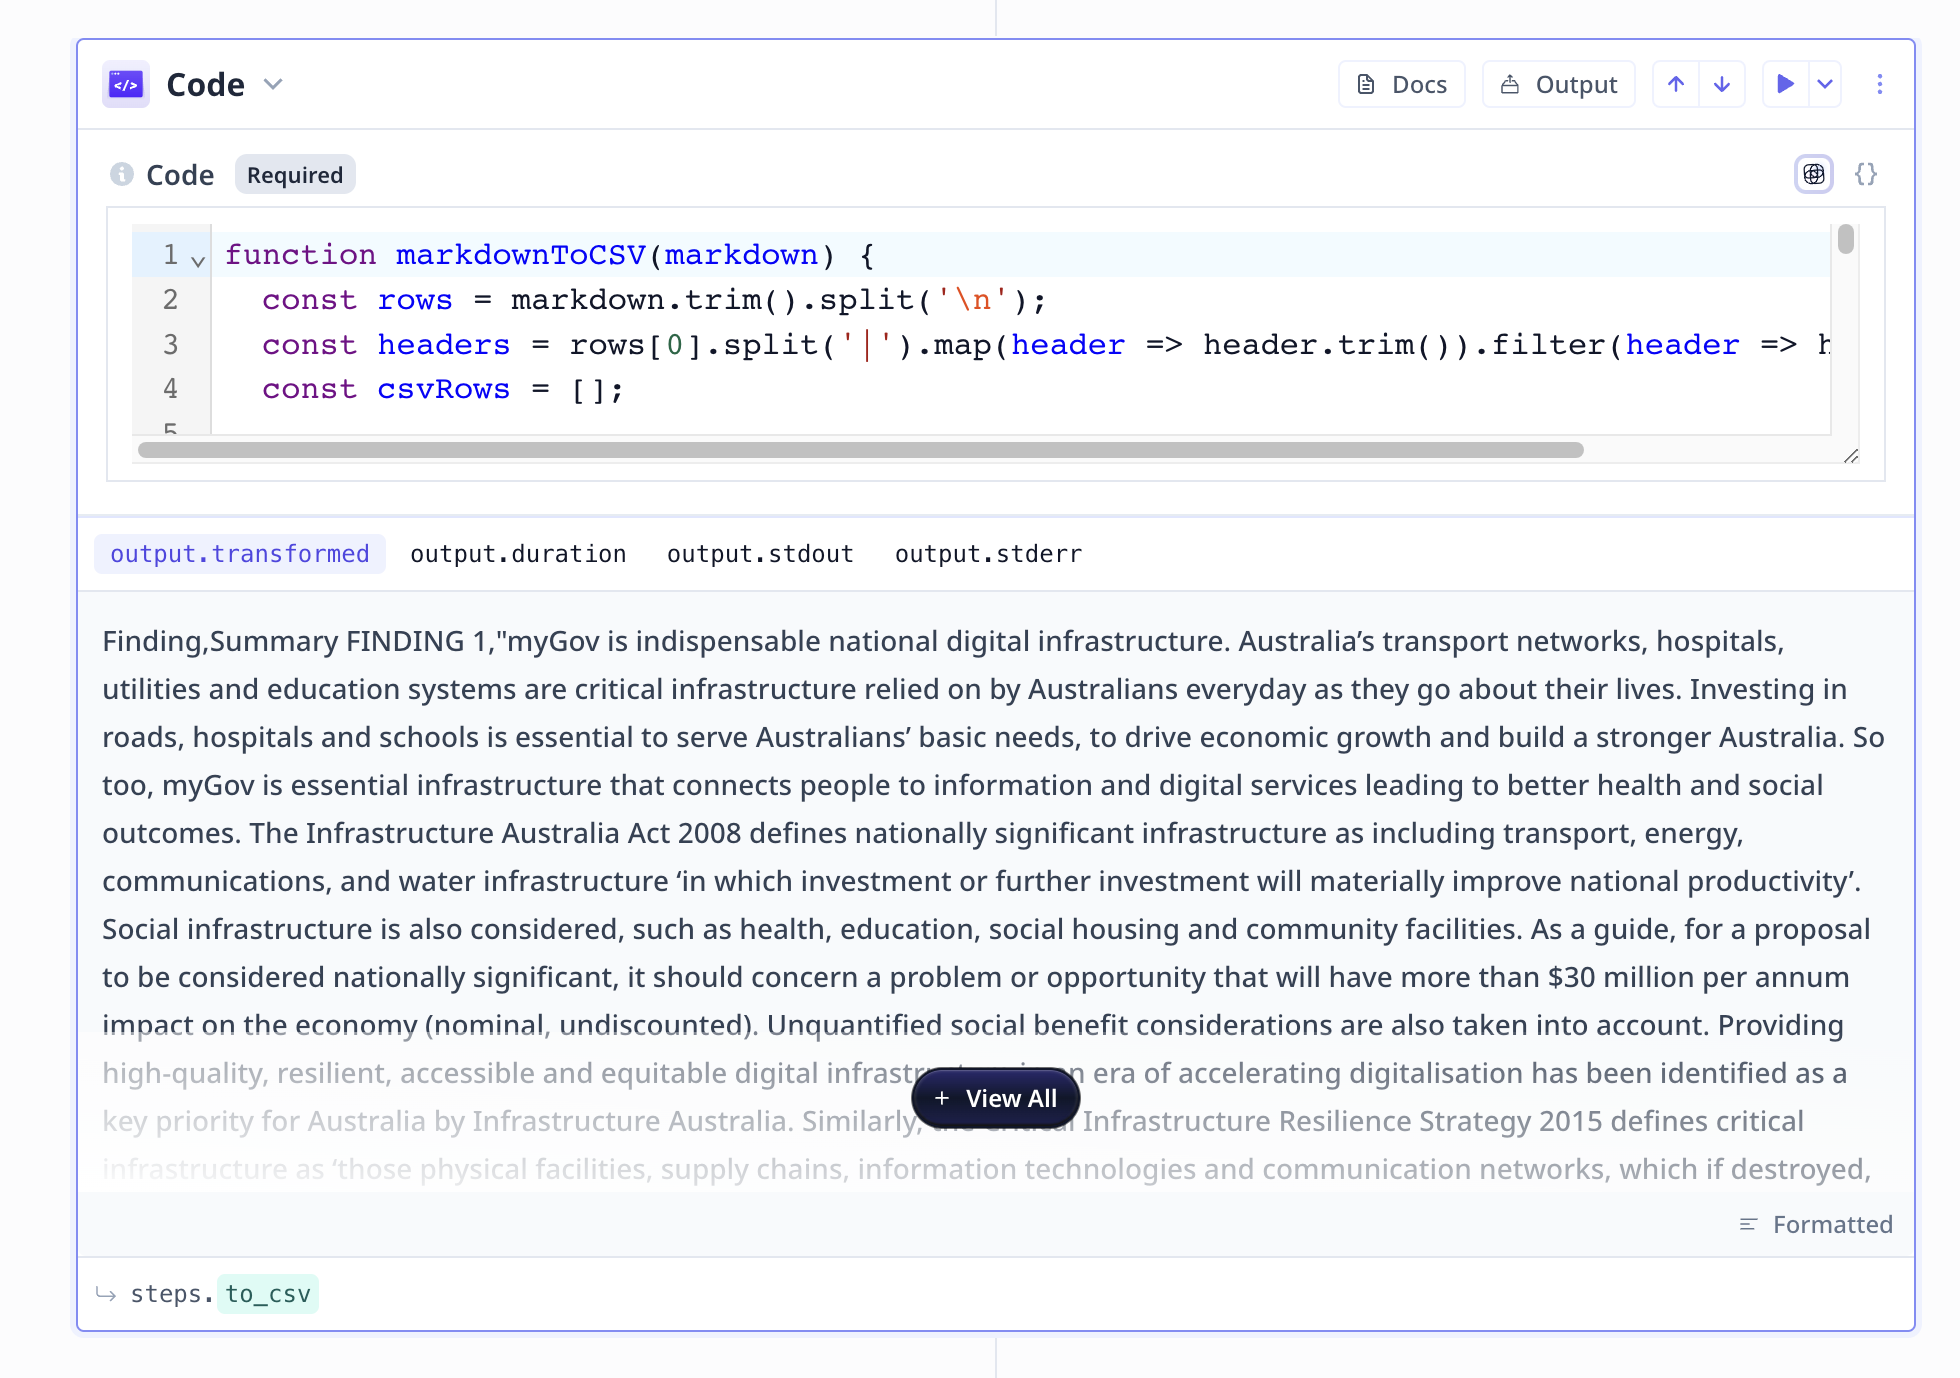 Code
Docs
Output
Code Required
{}
1 function markdownToCSV(markdown) {
2 const rows = markdown.trim().split('\n');
3 const headers = rows[0].split('|').map(header => header.trim()).filter(header => h
4 const csvRows = [];
5
output.transformed output.duration output.stdout output.stderr
Finding,Summary FINDING 1,"myGov is indispensable national digital infrastructure. Australia’s transport networks, hospitals,
utilities and education systems are critical infrastructure relied on by Australians everyday as they go about their lives. Investing in
roads, hospitals and schools is essential to serve Australians’ basic needs, to drive economic growth and build a stronger Australia. So
too, myGov is essential infrastructure that connects people to information and digital services leading to better health and social
outcomes. The Infrastructure Australia Act 2008 defines nationally significant infrastructure as including transport, energy,
communications, and water infrastructure ‘in which investment or further investment will materially improve national productivity’.
Social infrastructure is also considered, such as health, education, social housing and community facilities. As a guide, for a proposal
to be considered nationally significant, it should concern a problem or opportunity that will have more than $30 million per annum
impact on the economy (nominal, undiscounted). Unquantified social benefit considerations are also taken into account. Providing
high-quality, resilient, accessible and equitable digital era of accelerating digitalisation has been identified as a
key priority for Australia by Infrastructure Australia. Similarly, Infrastructure Resilience Strategy 2015 defines critical
infrastructure as ‘those physical facilities, supply chains, information technologies and communication networks, which if destroyed,
+ View All
Formatted
steps.to_csv